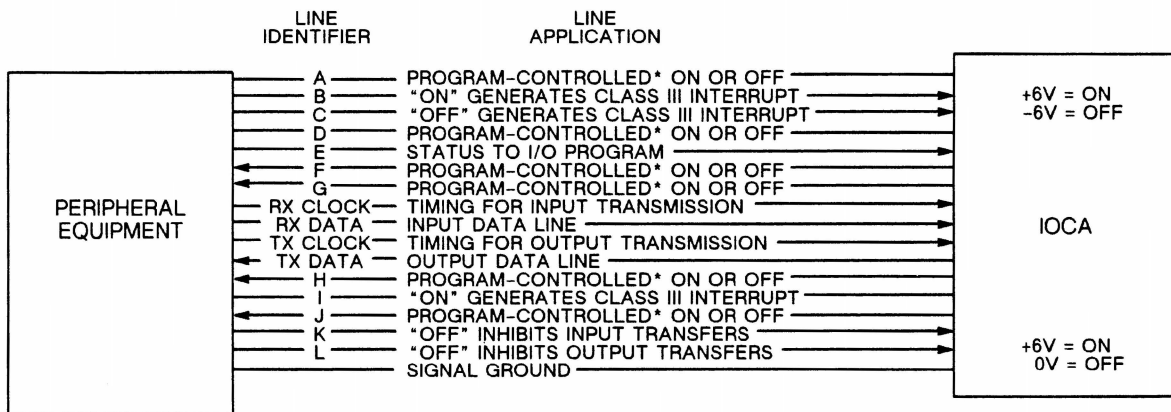 LINE IDENTIFIER
LINE APPLICATION
A PROGRAM-CONTROLLED* ON OR OFF
B "ON" GENERATES CLASS III INTERRUPT
C "OFF" GENERATES CLASS III INTERRUPT
D PROGRAM-CONTROLLED* ON OR OFF
E STATUS TO I/O PROGRAM
F PROGRAM-CONTROLLED* ON OR OFF
G PROGRAM-CONTROLLED* ON OR OFF
RX CLOCK TIMING FOR INPUT TRANSMISSION
RX DATA INPUT DATA LINE
TX CLOCK TIMING FOR OUTPUT TRANSMISSION
TX DATA OUTPUT DATA LINE
H PROGRAM-CONTROLLED* ON OR OFF
I "ON" GENERATES CLASS III INTERRUPT
J PROGRAM-CONTROLLED* ON OR OFF
K "OFF" INHIBITS INPUT TRANSFERS
L "OFF" INHIBITS OUTPUT TRANSFERS
SIGNAL GROUND
PERIPHERAL
EQUIPMENT
+6V = ON
-6V = OFF
IOCA
+6V = ON
0V = OFF